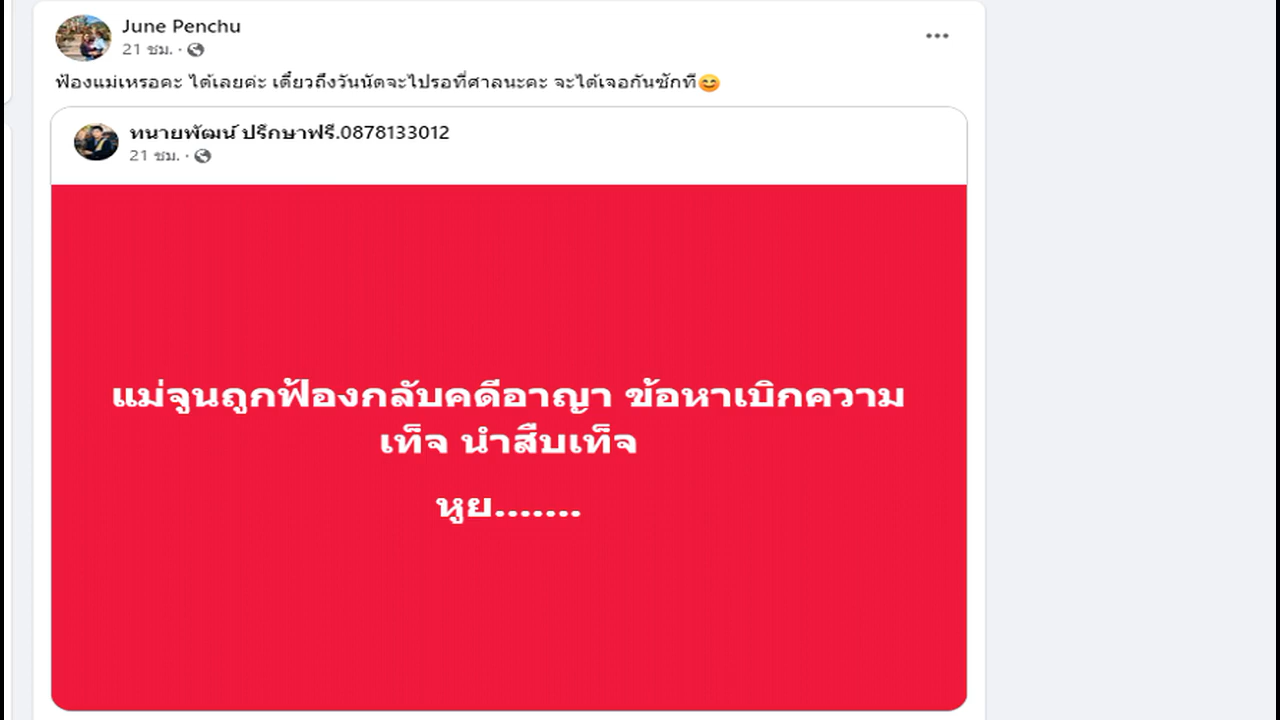 June Penchu
21 ชม. ·
ฟ้องแม่เหรอคะ ได้เลยค่ะ เดี๋ยวถึงวันนัดจะไปรอที่ศาลนะคะ จะได้เจอกันซักที😊
ทนายพัฒน์ ปรึกษาฟรี.0878133012
21 ชม. ·
แม่จูนถูกฟ้องกลับคดีอาญา ข้อหาเบิกความ
เท็จ นำสืบเท็จ
หูย.......